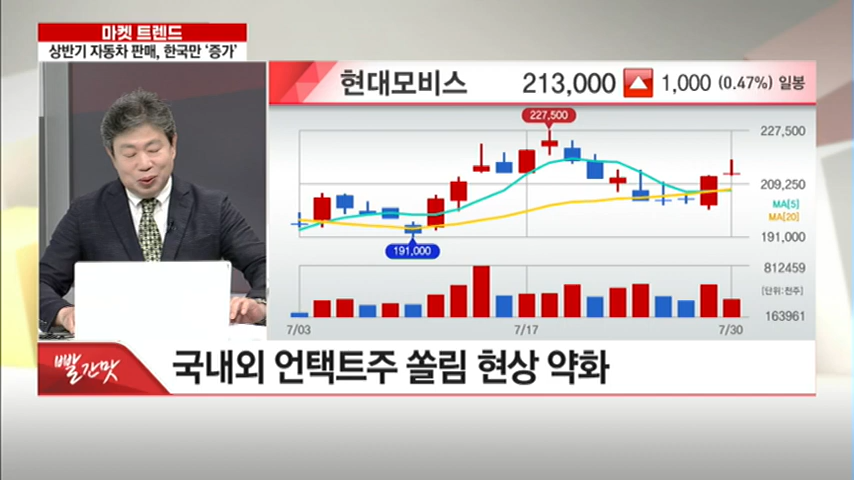 마켓 트렌드
상반기 자동차 판매, 한국만 '증가'
현대모비스 213,000 1,000 (0.47%) 일봉
227,500
227,500
209,250
MA[5]
MA[20]
191,000
191,000
812459
[단위:천주]
163961
7/03 7/17 7/30
빨간맛
국내외 언택트주 쏠림 현상 약화